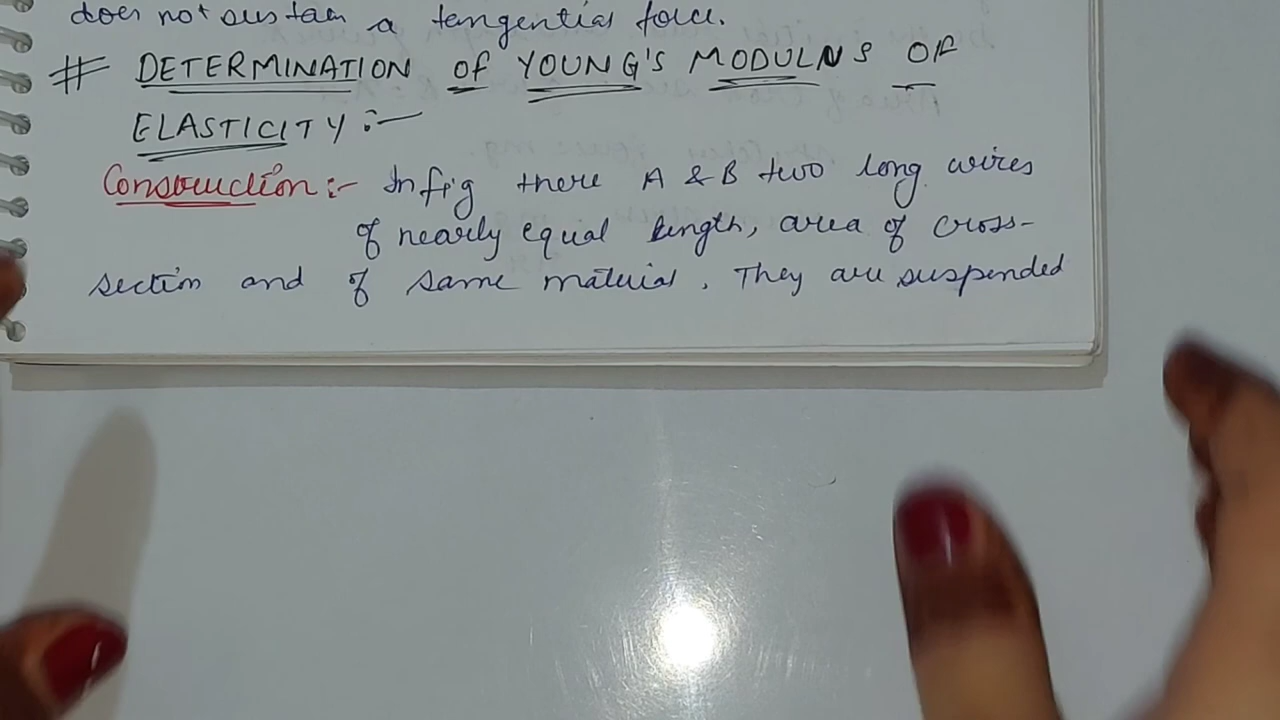 does not sustain a tangential force.
# DETERMINATION Of YOUNG'S MODULNS OF
ELASTICITY :-
Construction :- In fig there A & B two long wires
of nearly equal length, area of cross-
section and of same material. They are suspended